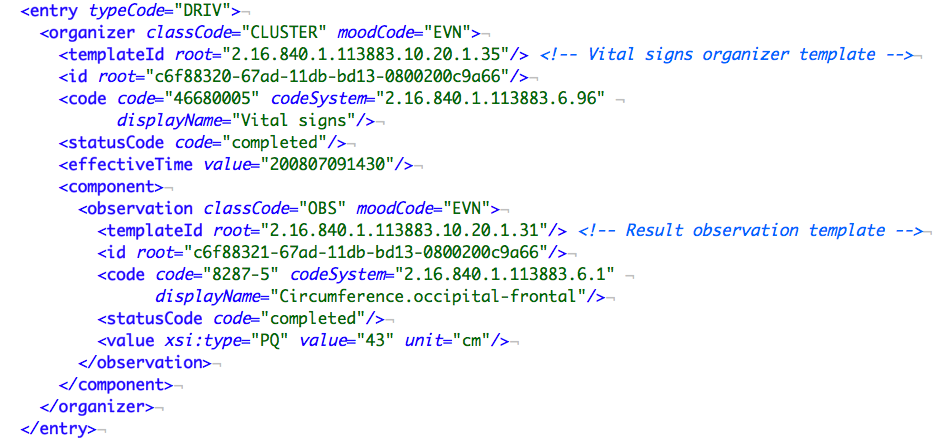 <entry typeCode="DRIV">¬
<organizer classCode="CLUSTER" moodCode="EVN">¬
<templateId root="2.16.840.1.113883.10.20.1.35"/> <!-- Vital signs organizer template -->¬
<id root="c6f88320-67ad-11db-bd13-0800200c9a66"/>¬
<code code="46680005" codeSystem="2.16.840.1.113883.6.96" ¬
displayName="Vital signs"/>¬
<statusCode code="completed"/>¬
<effectiveTime value="200807091430"/>¬
<component>¬
<observation classCode="OBS" moodCode="EVN">¬
<templateId root="2.16.840.1.113883.10.20.1.31"/> <!-- Result observation template -->¬
<id root="c6f88321-67ad-11db-bd13-0800200c9a66"/>¬
<code code="8287-5" codeSystem="2.16.840.1.113883.6.1" ¬
displayName="Circumference.occipital-frontal"/>¬
<statusCode code="completed"/>¬
<value xsi:type="PQ" value="43" unit="cm"/>¬
</observation>¬
</component>¬
</organizer>¬
</entry>¬